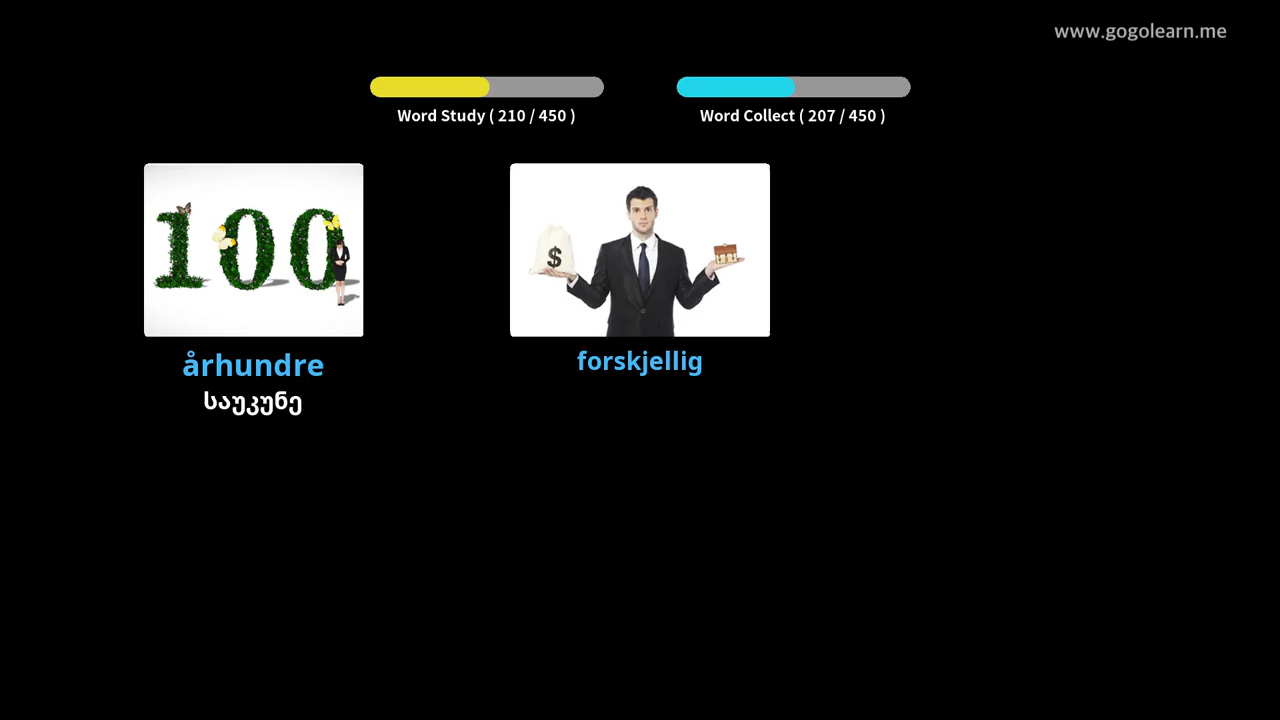 www.gogolearn.me
Word Study ( 210 / 450 )
Word Collect ( 207 / 450 )
100
$
århundre
საუკუნე
forskjellig